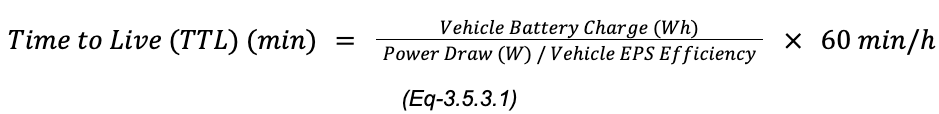 Time to Live (TTL) (min) = Vehicle Battery Charge (Wh) / Power Draw (W) / Vehicle EPS Efficiency × 60 min/h
(Eq-3.5.3.1)